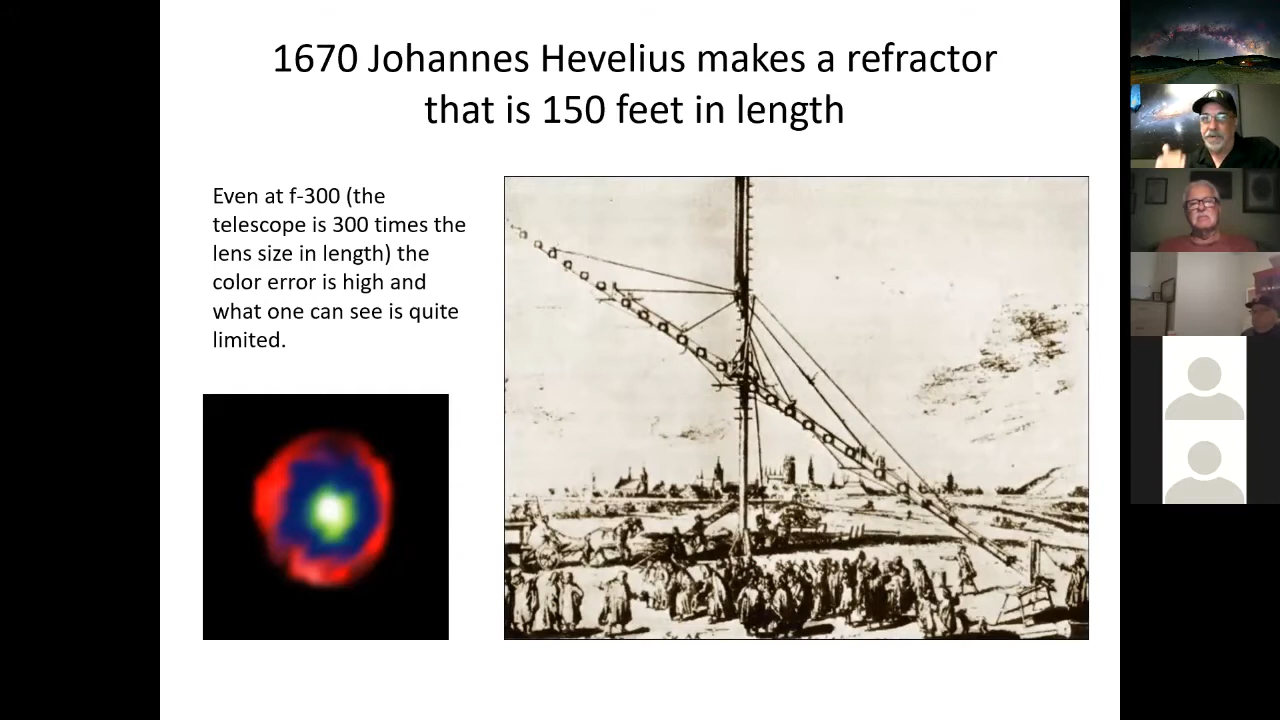 1670 Johannes Hevelius makes a refractor
that is 150 feet in length
Even at f-300 (the
telescope is 300 times the
lens size in length) the
color error is high and
what one can see is quite
limited.